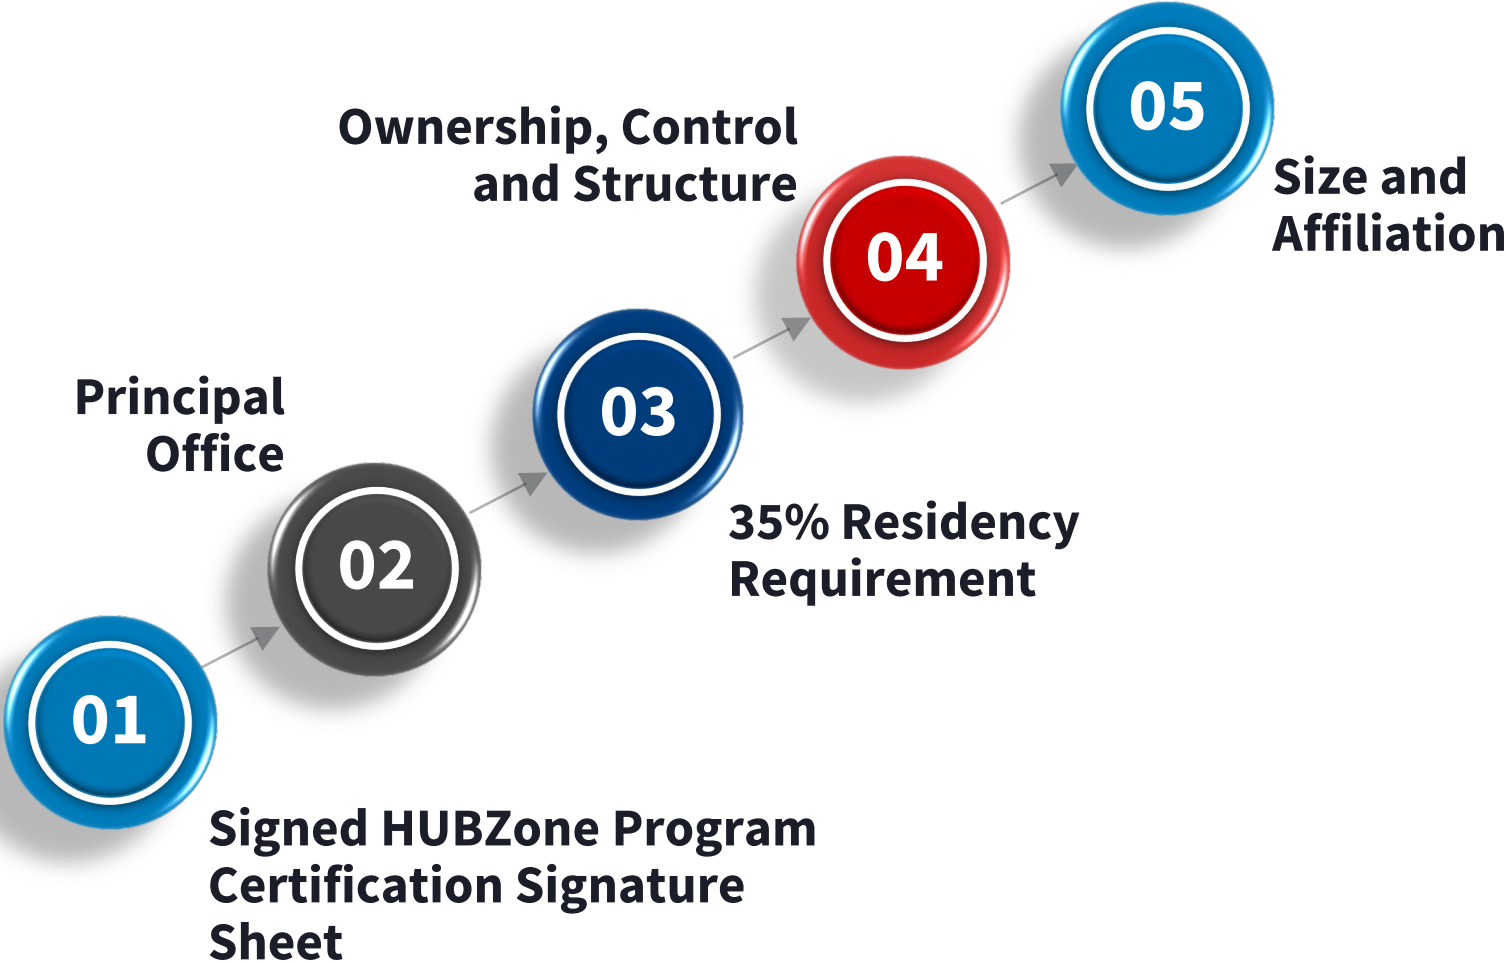 01
Signed HUBZone Program
Certification Signature
Sheet
02
Principal
Office
03
35% Residency
Requirement
04
Ownership, Control
and Structure
05
Size and
Affiliation